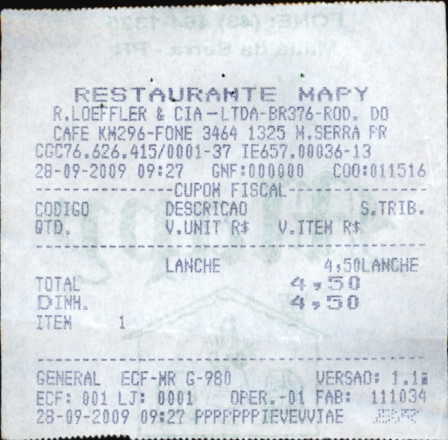 RESTAURANTE MAPY
R.LOEFFLER & CIA-LTDA-BR376-ROD. DO
CAFE KM296-FONE 3464 1325 M.SERRA PR
CGC76.626.415/0001-37 IE657.00036-13
28-09-2009 09:27 GNF:000000 COO:011516
CUPOM FISCAL
CODIGO DESCRICAO S.TRIB.
QTD. V.UNIT R$ V.ITEM R$
LANCHE 4,50LANCHE
TOTAL 4,50
DINH. 4,50
ITEM 1
GENERAL ECF-MR G-980 VERSAO:
ECF: 001 LJ: 0001 OPER.-01 FAB: 111034
28-09-2009 09:27 PPPPPPPIEVEVVIAE